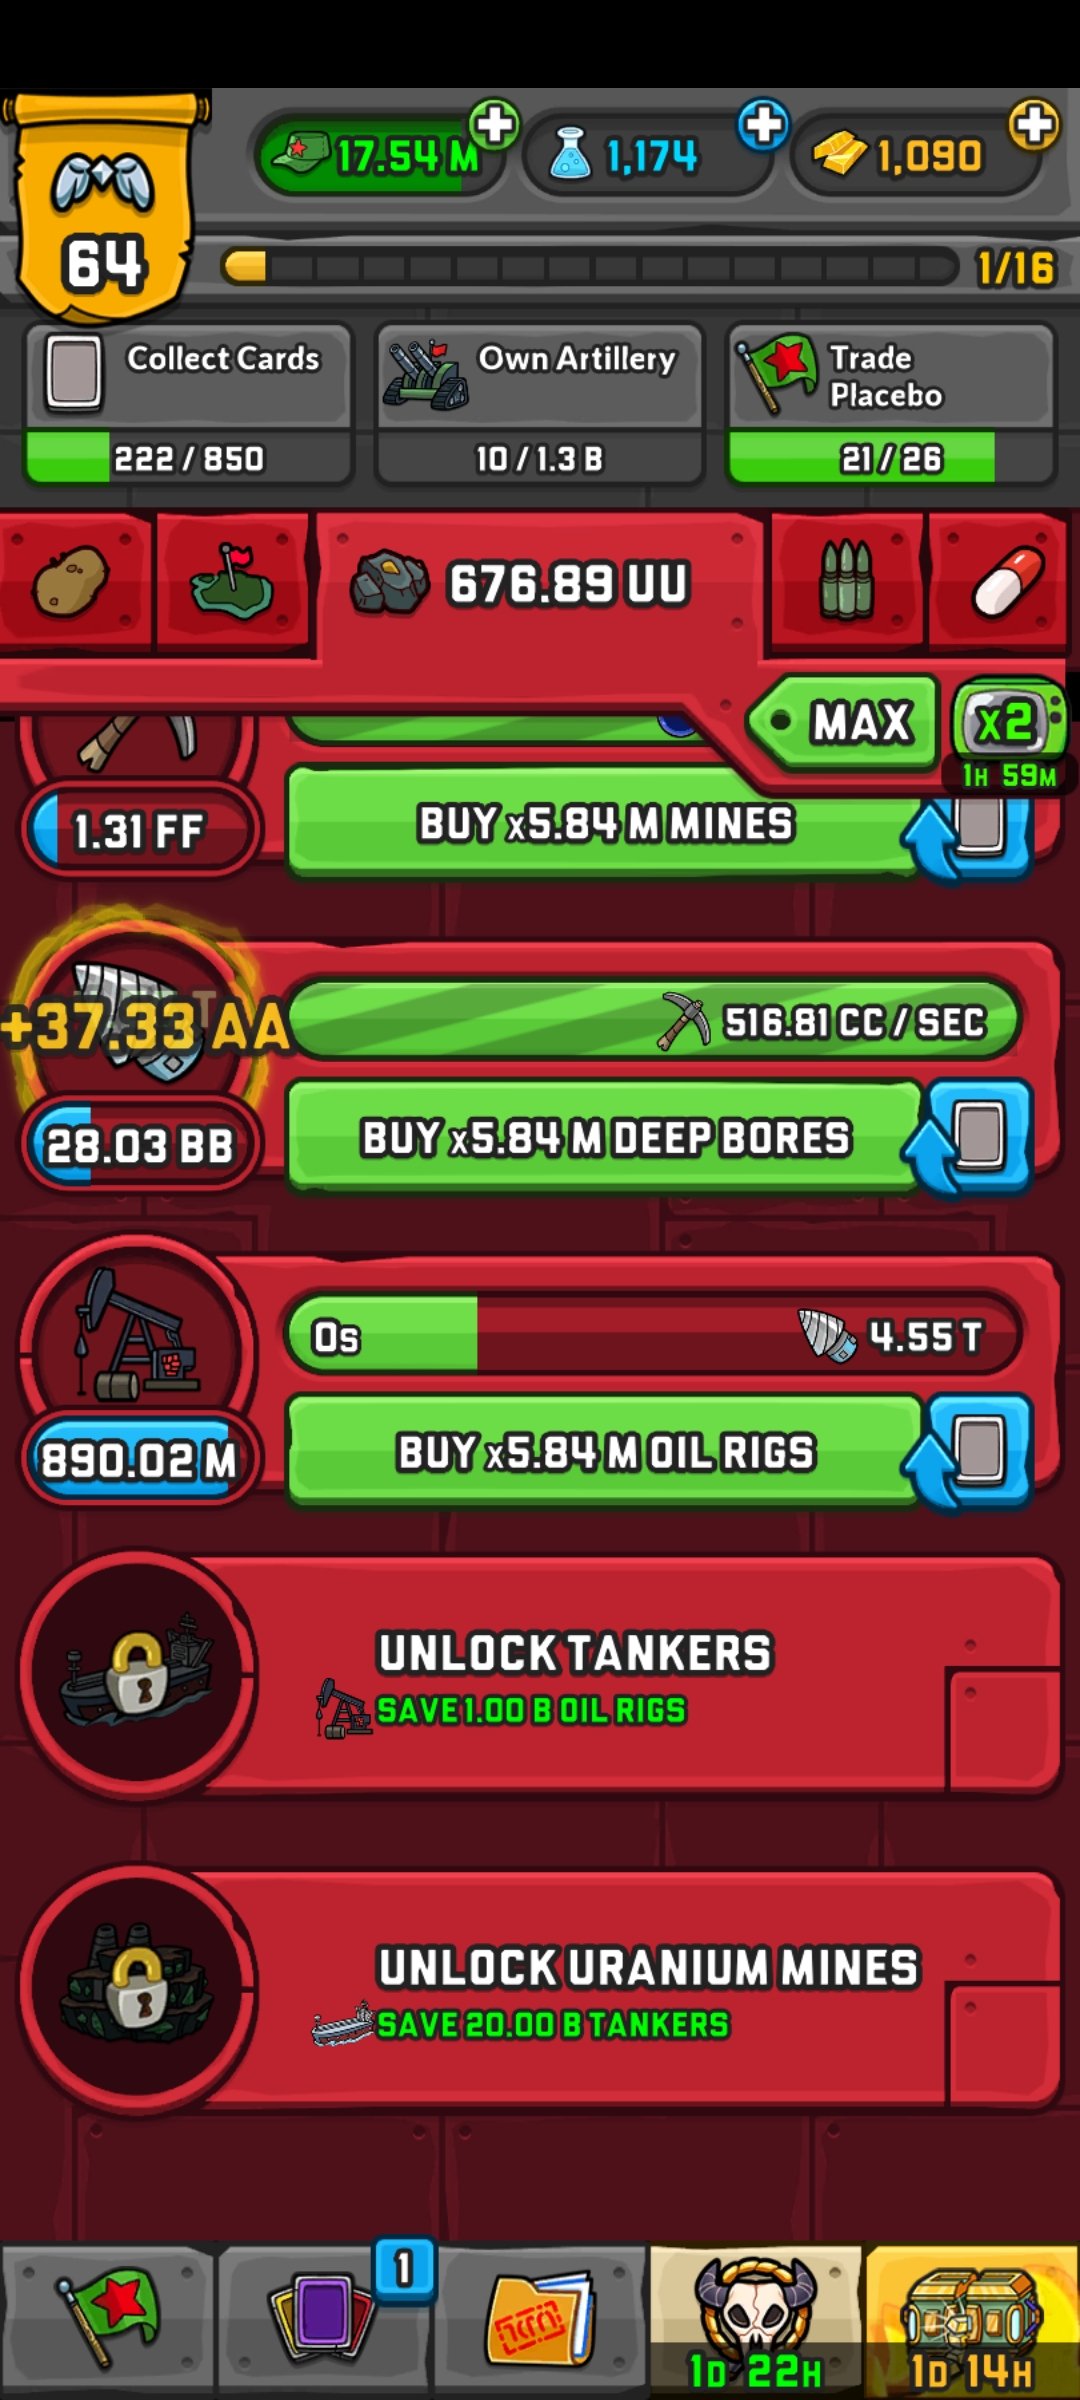 17.54 M
1,174
1,090
64
1/16
Collect Cards
222 / 850
Own Artillery
10 / 1.3 B
Trade
Placebo
21 / 26
676.89 UU
MAX
X2
1H 59M
1.31 FF
BUY x5.84 M MINES
+37.33 AA
516.81 CC / SEC
28.03 BB
BUY x5.84 M DEEP BORES
0s
4.55 T
890.02 M
BUY x5.84 M OIL RIGS
UNLOCK TANKERS
SAVE 1.00 B OIL RIGS
UNLOCK URANIUM MINES
SAVE 20.00 B TANKERS
1
1D 22H
1D 14H